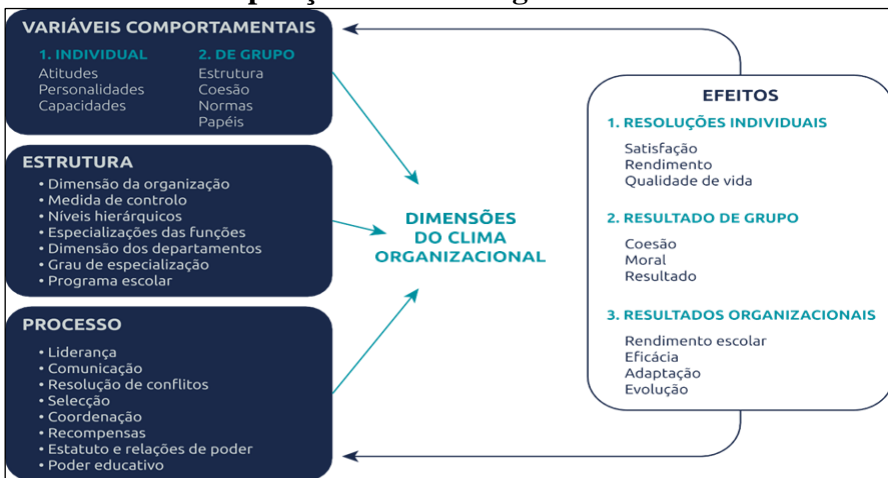 VARIÁVEIS COMPORTAMENTAIS
1. INDIVIDUAL
Atitudes
Personalidades
Capacidades
2. DE GRUPO
Estrutura
Coesão
Normas
Papéis
ESTRUTURA
• Dimensão da organização
• Medida de controlo
• Níveis hierárquicos
• Especializações das funções
• Dimensão dos departamentos
• Grau de especialização
• Programa escolar
PROCESSO
• Liderança
• Comunicação
• Resolução de conflitos
• Selecção
• Coordenação
• Recompensas
• Estatuto e relações de poder
• Poder educativo
DIMENSÕES
DO CLIMA
ORGANIZACIONAL
EFEITOS
1. RESOLUÇÕES INDIVIDUAIS
Satisfação
Rendimento
Qualidade de vida
2. RESULTADO DE GRUPO
Coesão
Moral
Resultado
3. RESULTADOS ORGANIZACIONAIS
Rendimento escolar
Eficácia
Adaptação
Evolução